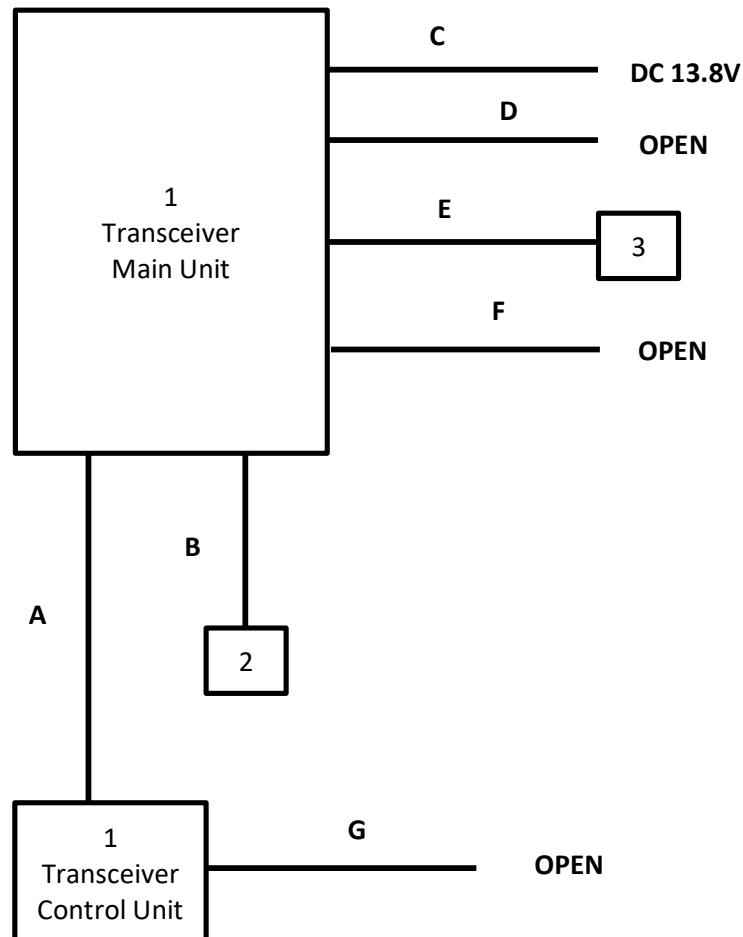 C
DC 13.8V
D
OPEN
1
Transceiver
Main Unit
E
3
F
OPEN
B
A
2
1
Transceiver
Control Unit
G
OPEN